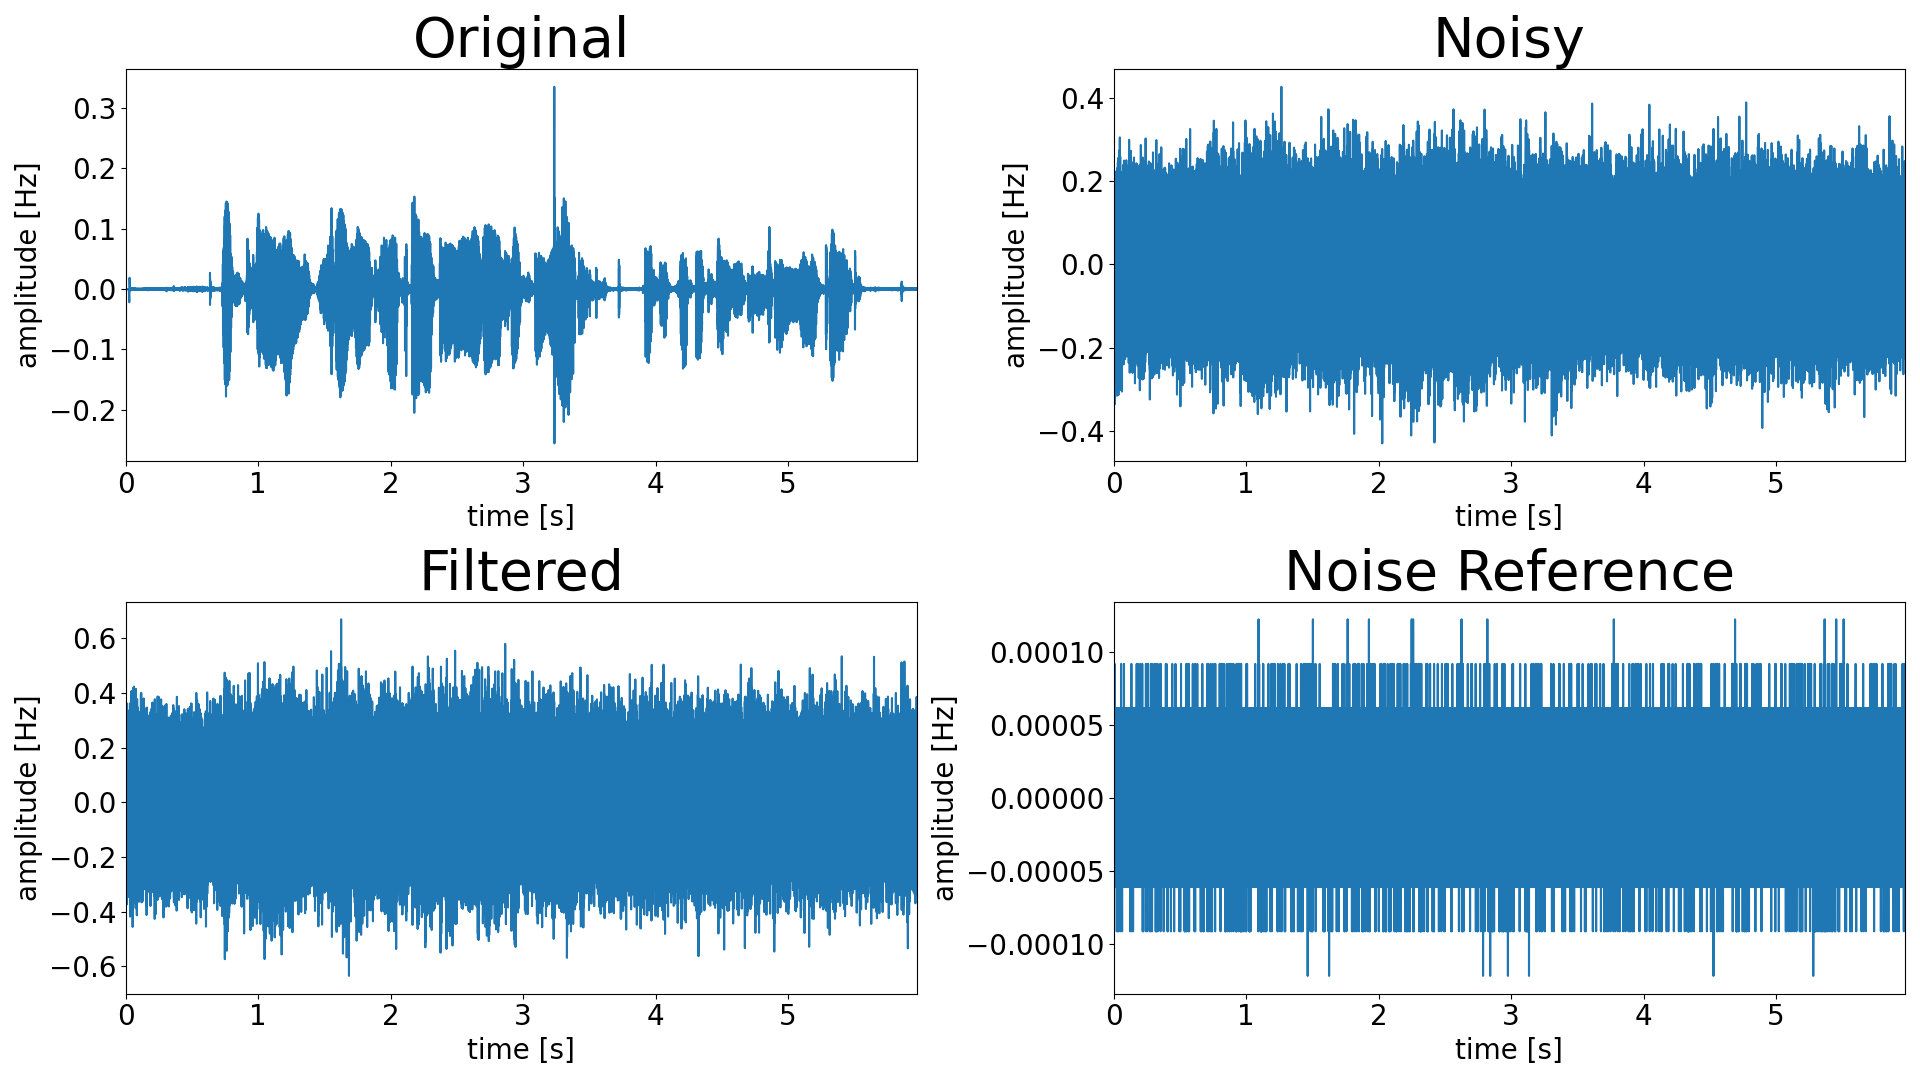 Original
amplitude [Hz]
0.3
0.2
0.1
0.0
−0.1
−0.2
0 1 2 3 4 5
time [s]
Noisy
amplitude [Hz]
0.4
0.2
0.0
−0.2
−0.4
0 1 2 3 4 5
time [s]
Filtered
amplitude [Hz]
0.6
0.4
0.2
0.0
−0.2
−0.4
−0.6
0 1 2 3 4 5
time [s]
Noise Reference
amplitude [Hz]
0.00010
0.00005
0.00000
−0.00005
−0.00010
0 1 2 3 4 5
time [s]